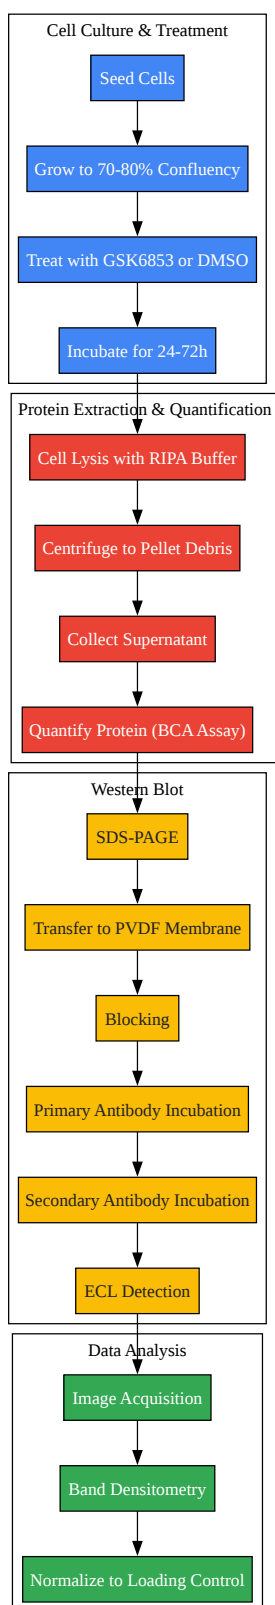 Cell Culture & Treatment
Seed Cells
Grow to 70-80% Confluency
Treat with GSK6853 or DMSO
Incubate for 24-72h
Protein Extraction & Quantification
Cell Lysis with RIPA Buffer
Centrifuge to Pellet Debris
Collect Supernatant
Quantify Protein (BCA Assay)
Western Blot
SDS-PAGE
Transfer to PVDF Membrane
Blocking
Primary Antibody Incubation
Secondary Antibody Incubation
ECL Detection
Data Analysis
Image Acquisition
Band Densitometry
Normalize to Loading Control